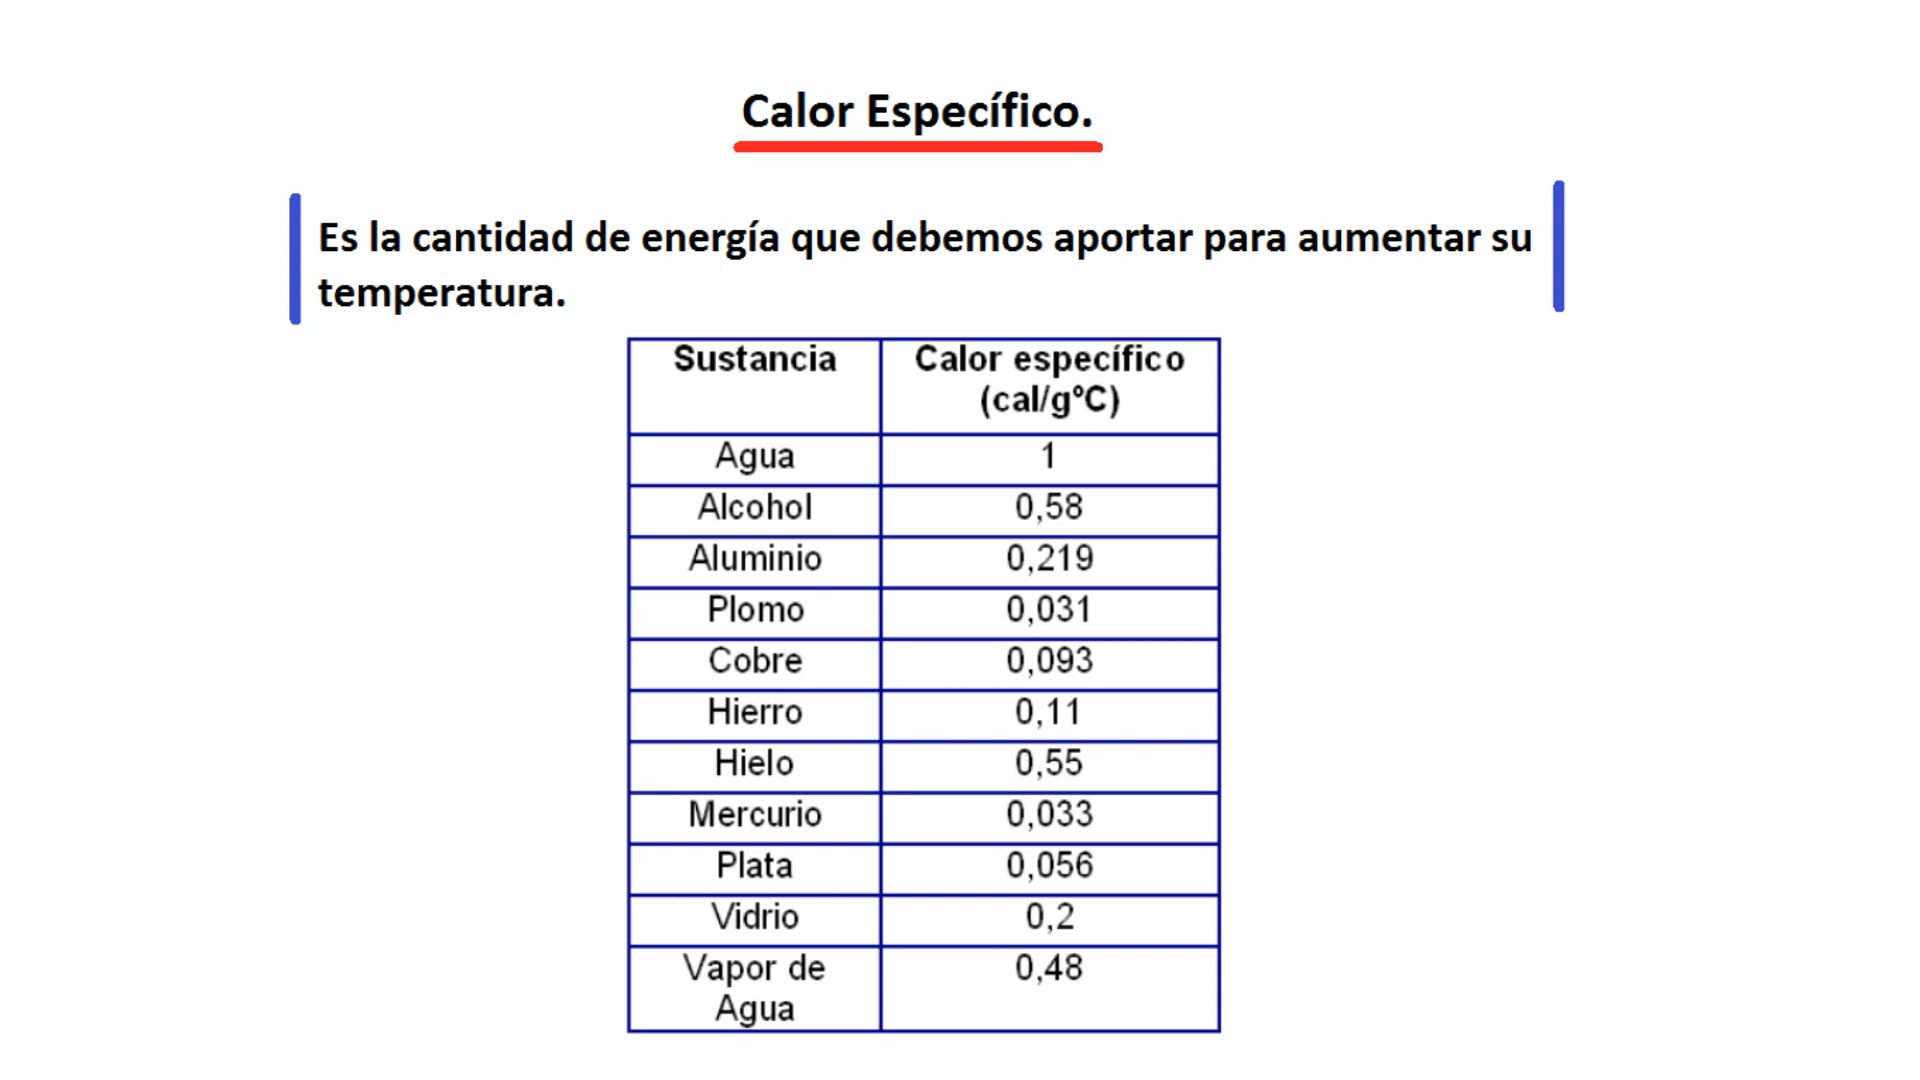 Calor Específico.
Es la cantidad de energía que debemos aportar para aumentar su
temperatura.
Sustancia Calor específico
(cal/gºC)
Agua 1
Alcohol 0,58
Aluminio 0,219
Plomo 0,031
Cobre 0,093
Hierro 0,11
Hielo 0,55
Mercurio 0,033
Plata 0,056
Vidrio 0,2
Vapor de 0,48
Agua